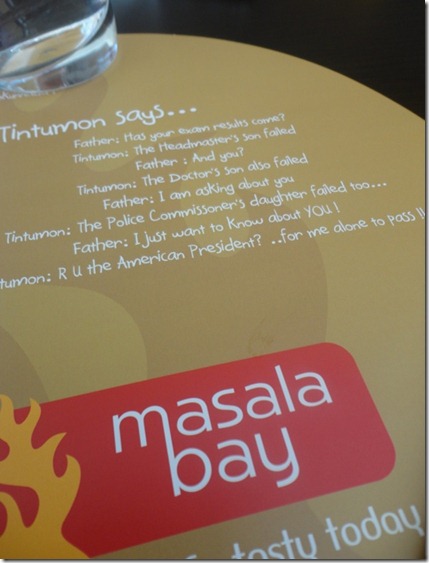 Tintumon says...
Father: Has your exam results come?
Tintumon: The Headmaster's son failed
Father : And you?
Tintumon: The Doctor's son also failed
Father: I am asking about you
Tintumon: The Police Commissoner's daughter failed too...
Father: I just want to Know about YOU !
tumon: R U the American President? ..for me alone to pass !!
masala
bay
tasty today